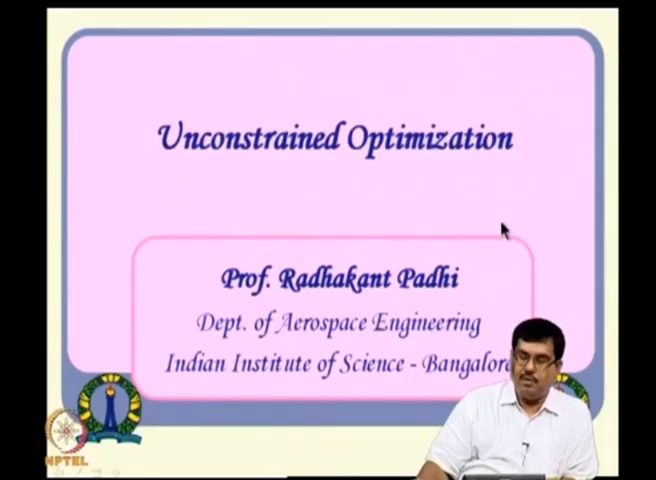 Unconstrained Optimization
Prof. Radhakant Padhi
Dept. of Aerospace Engineering
Indian Institute of Science - Bangalore
NPTEL